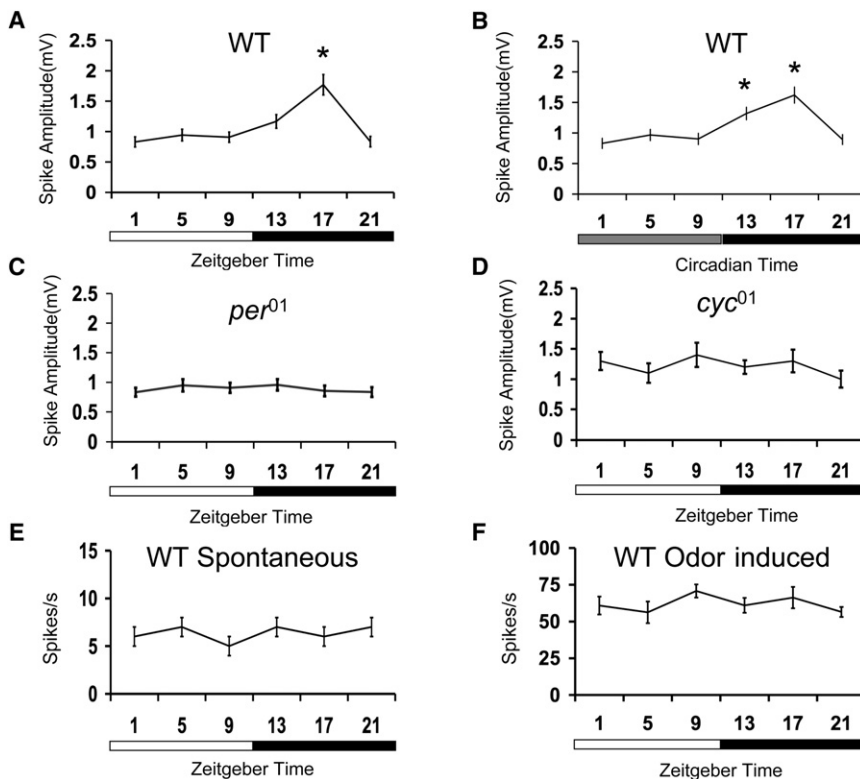 A
WT
Spike Amplitude(mV)
2.5
2
1.5
1
0.5
0
*
1 5 9 13 17 21
Zeitgeber Time
B
WT
Spike Amplitude(mV)
2.5
2
1.5
1
0.5
0
* *
1 5 9 13 17 21
Circadian Time
C
per01
Spike Amplitude(mV)
2.5
2
1.5
1
0.5
0
1 5 9 13 17 21
Zeitgeber Time
D
cyc01
Spike Amplitude(mV)
2.5
2
1.5
1
0.5
0
1 5 9 13 17 21
Zeitgeber Time
E
WT Spontaneous
Spikes/s
15
10
5
0
1 5 9 13 17 21
Zeitgeber Time
F
WT Odor induced
Spikes/s
100
75
50
25
0
1 5 9 13 17 21
Zeitgeber Time